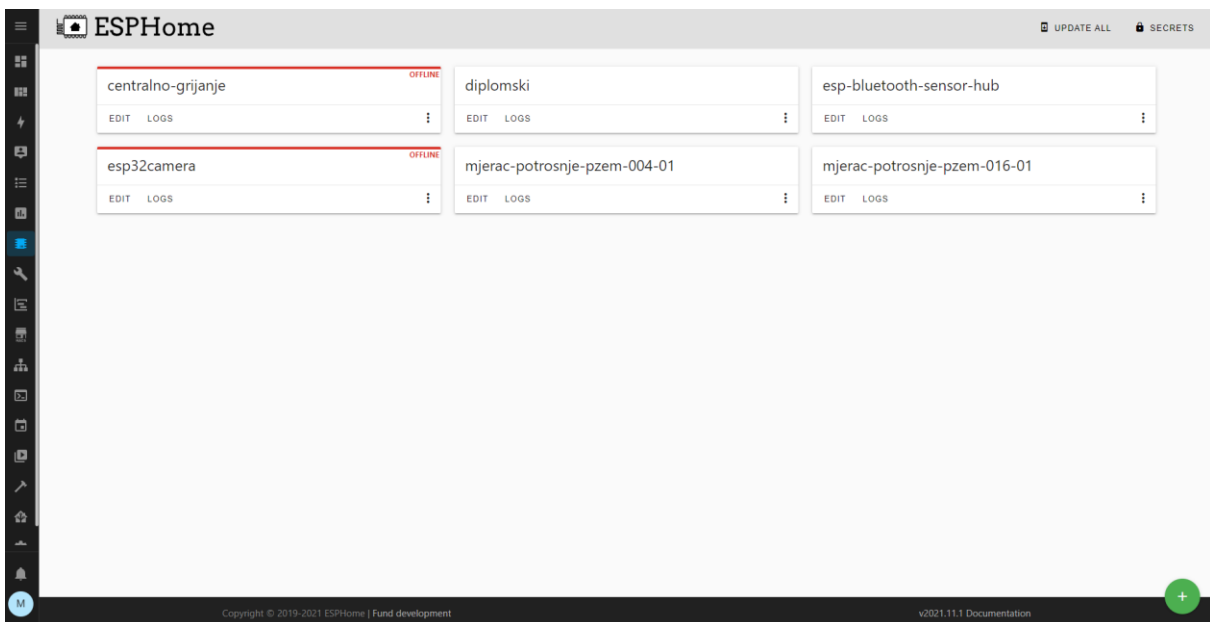 ESPHome
UPDATE ALL
SECRETS
centralno-grijanje
OFFLINE
EDIT LOGS
diplomski
EDIT LOGS
esp-bluetooth-sensor-hub
EDIT LOGS
esp32camera
OFFLINE
EDIT LOGS
mjerac-potrosnje-pzem-004-01
EDIT LOGS
mjerac-potrosnje-pzem-016-01
EDIT LOGS
M
+
Copyright © 2019-2021 ESPHome | Fund development
v2021.11.1 Documentation